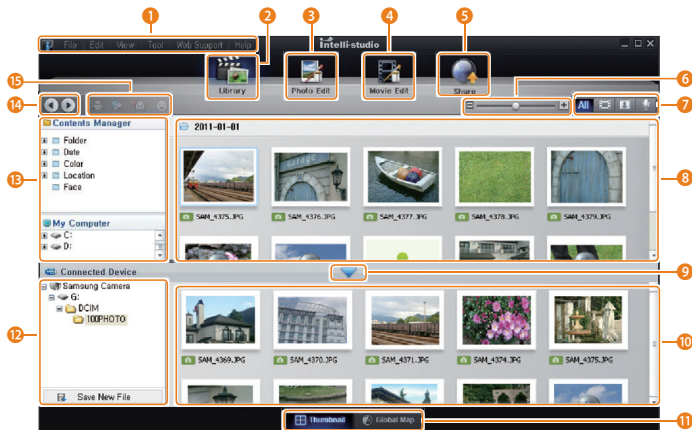 1 2 3 4 5
File Edit View Tool Web Support Help
intelli-studio
Library
Photo Edit
Movie Edit
Share
15
6
14
All
7
Contents Manager
2011-01-01
Folder
Date
Color
Location
Face
13
8
SAM_4375.JPG SAM_4376.JPG SAM_4377.JPG SAM_4378.JPG SAM_4379.JPG
My Computer
C:
D:
Connected Device
9
Samsung Camera
G:
DCIM
100PHOTO
12
10
SAM_4369.JPG SAM_4370.JPG SAM_4371.JPG SAM_4374.JPG SAM_4375.JPG
Save New File
Thumbnail
Global Map
11